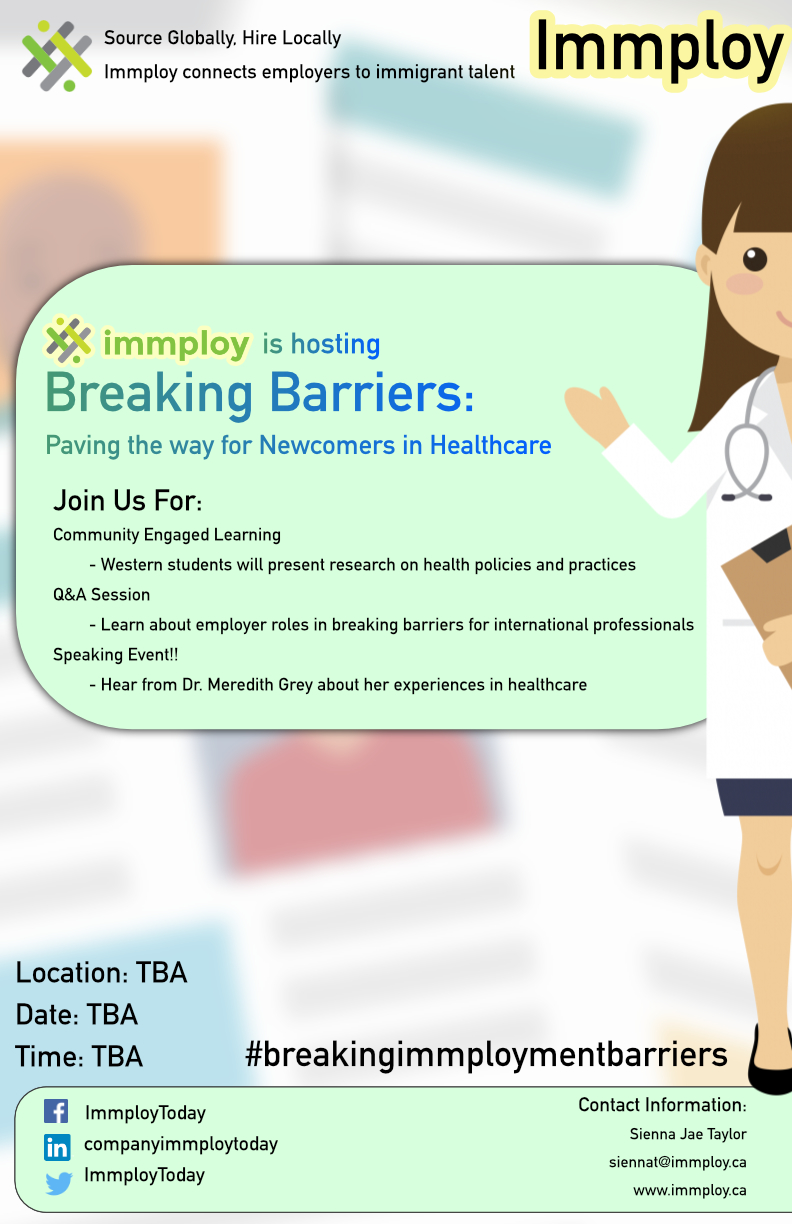 Source Globally, Hire Locally
Immploy connects employers to immigrant talent
Immploy
immploy is hosting
Breaking Barriers:
Paving the way for Newcomers in Healthcare
Join Us For:
Community Engaged Learning
- Western students will present research on health policies and practices
Q&A Session
- Learn about employer roles in breaking barriers for international professionals
Speaking Event!!
- Hear from Dr. Meredith Grey about her experiences in healthcare
Location: TBA
Date: TBA
Time: TBA
#breakingimmploymentbarriers
ImmployToday
companyimmploytoday
ImmployToday
Contact Information:
Sienna Jae Taylor
siennat@immploy.ca
www.immploy.ca